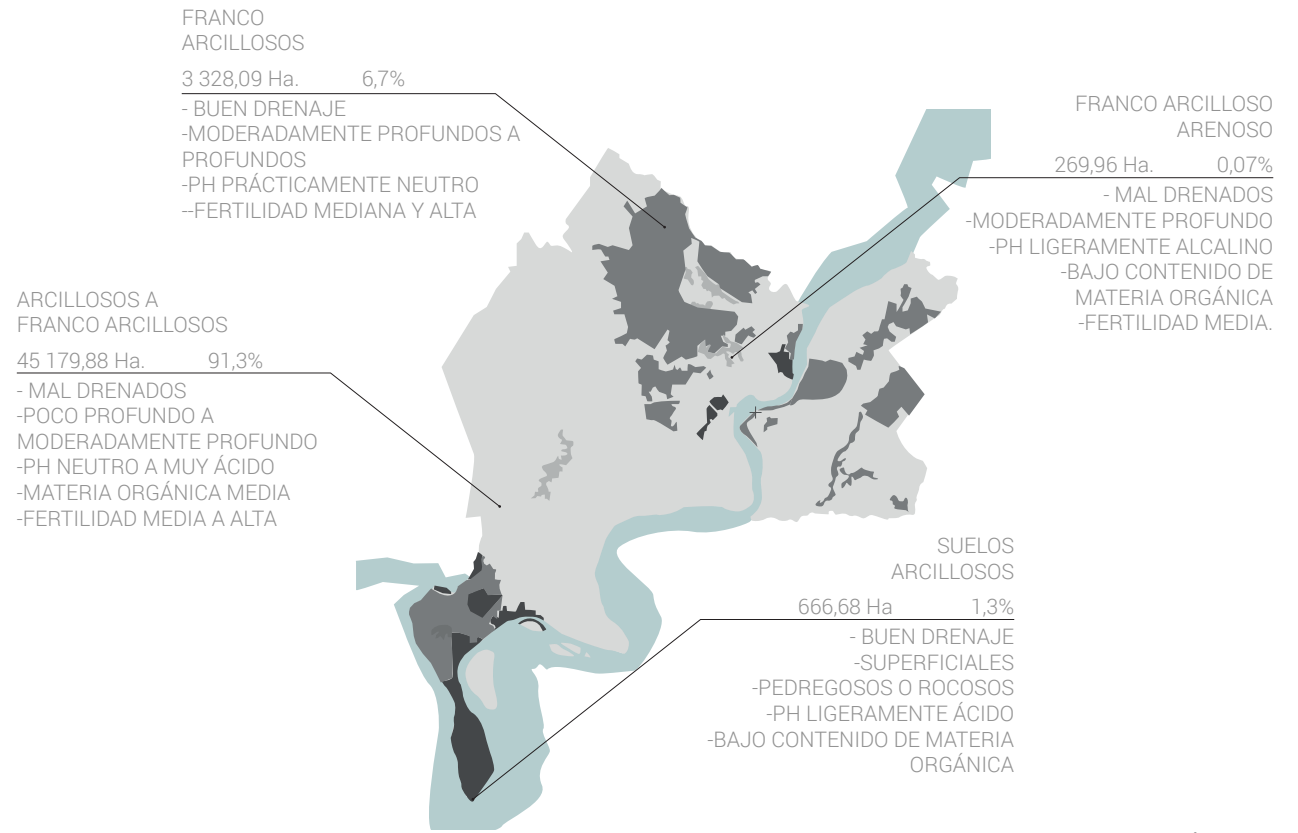 FRANCO
ARCILLOSOS
3 328,09 Ha. 6,7%
- BUEN DRENAJE
-MODERADAMENTE PROFUNDOS A
PROFUNDOS
-PH PRÁCTICAMENTE NEUTRO
--FERTILIDAD MEDIANA Y ALTA
FRANCO ARCILLOSO
ARENOSO
269,96 Ha. 0,07%
- MAL DRENADOS
-MODERADAMENTE PROFUNDO
-PH LIGERAMENTE ALCALINO
-BAJO CONTENIDO DE
MATERIA ORGÁNICA
-FERTILIDAD MEDIA.
ARCILLOSOS A
FRANCO ARCILLOSOS
45 179,88 Ha. 91,3%
- MAL DRENADOS
-POCO PROFUNDO A
MODERADAMENTE PROFUNDO
-PH NEUTRO A MUY ÁCIDO
-MATERIA ORGÁNICA MEDIA
-FERTILIDAD MEDIA A ALTA
SUELOS
ARCILLOSOS
666,68 Ha 1,3%
- BUEN DRENAJE
-SUPERFICIALES
-PEDREGOSOS O ROCOSOS
-PH LIGERAMENTE ÁCIDO
-BAJO CONTENIDO DE MATERIA
ORGÁNICA